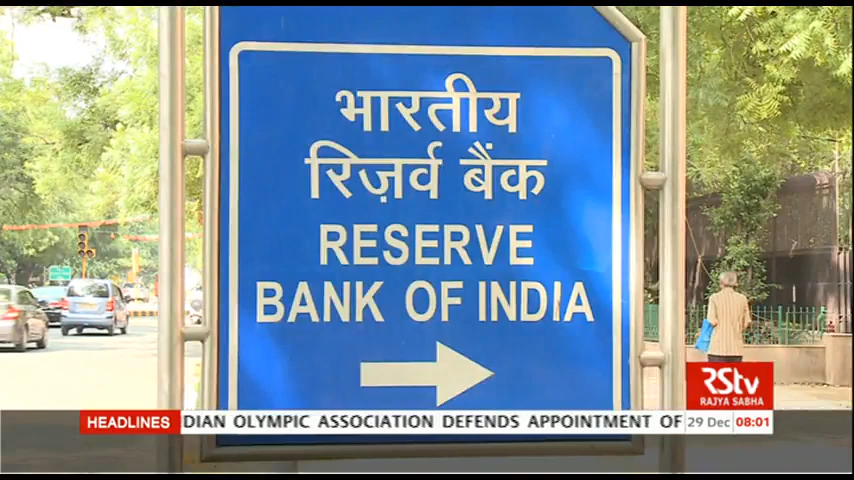 भारतीय
रिज़र्व बैंक
RESERVE
BANK OF INDIA
RStv
RAJYA SABHA
HEADLINES DIAN OLYMPIC ASSOCIATION DEFENDS APPOINTMENT OF 29 Dec 08:01